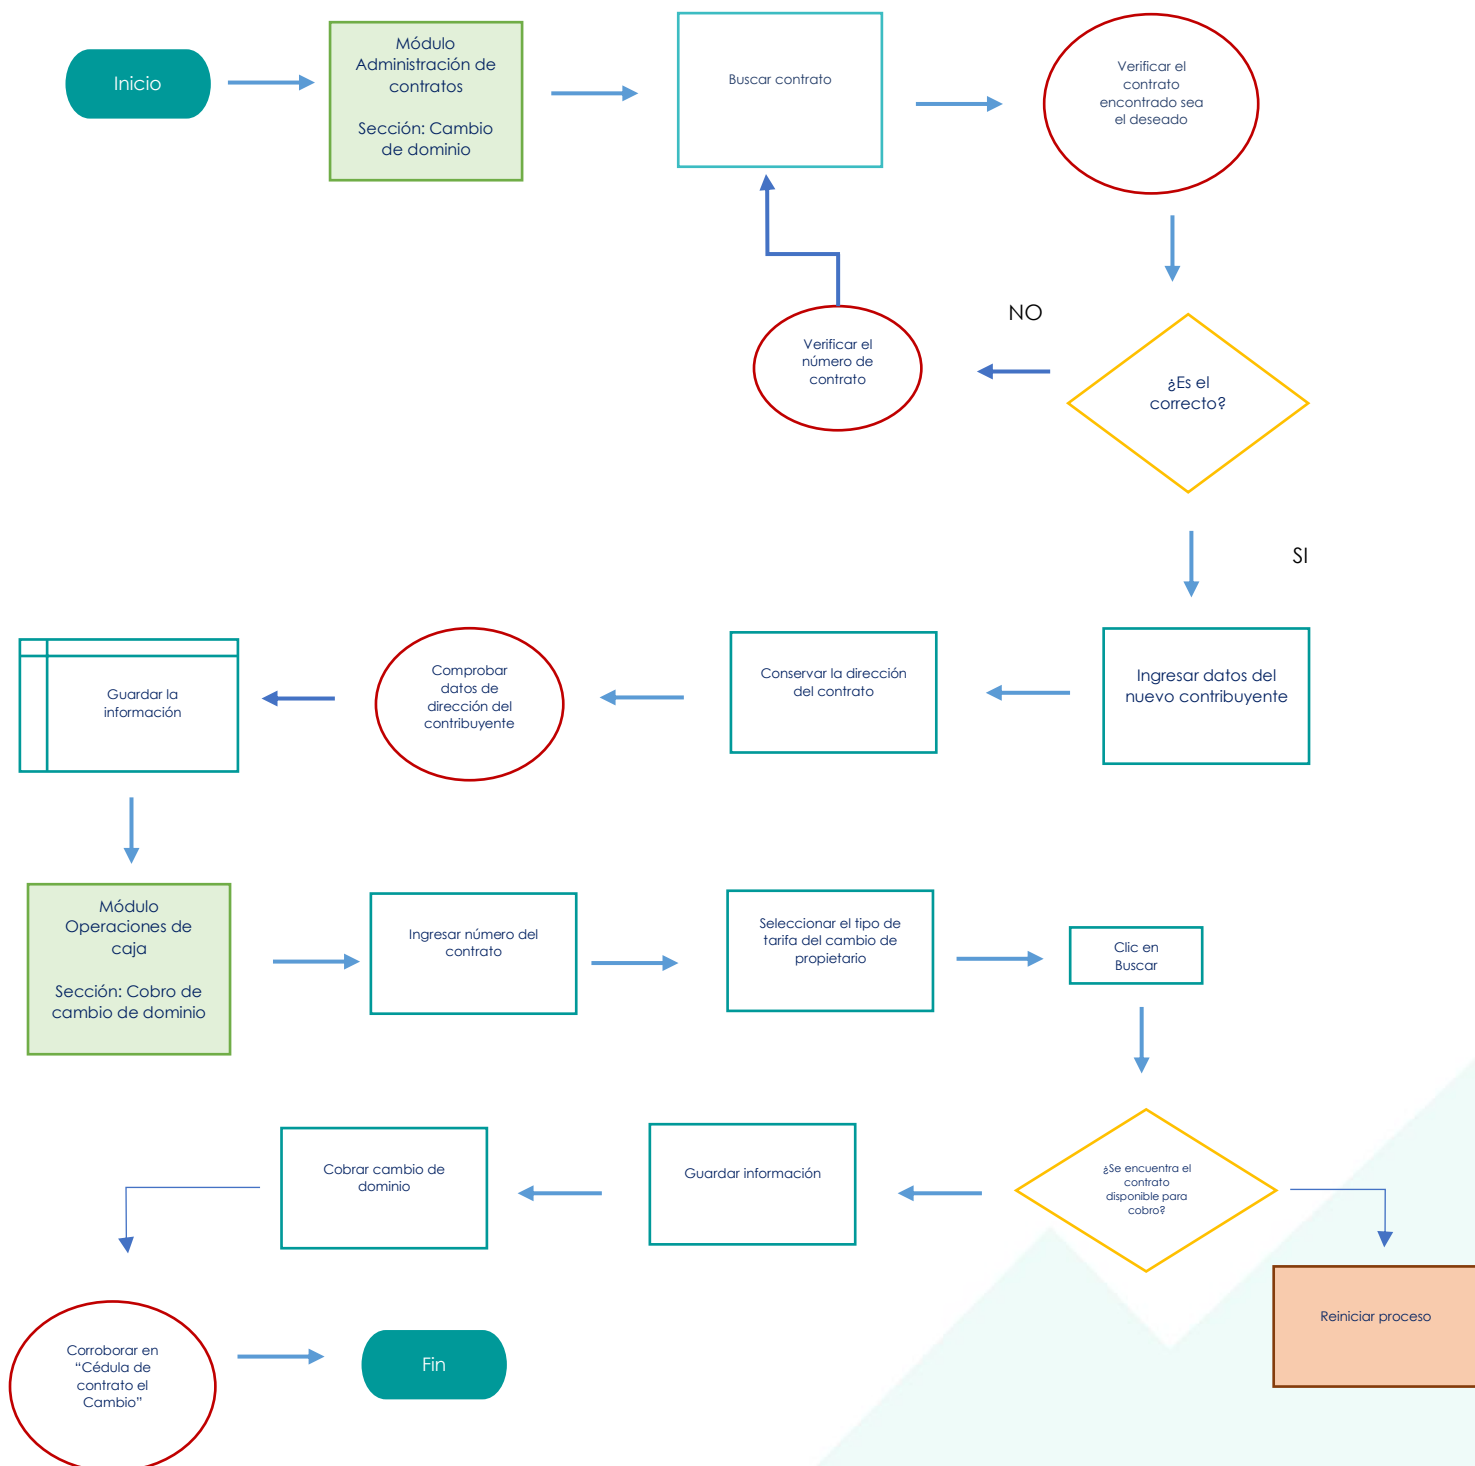 Inicio
Módulo
Administración de
contratos
Sección: Cambio
de dominio
Buscar contrato
Verificar el
contrato
encontrado sea
el deseado
NO
Verificar el
número de
contrato
¿Es el
correcto?
SI
Guardar la
información
Comprobar
datos de
dirección del
contribuyente
Conservar la dirección
del contrato
Ingresar datos del
nuevo contribuyente
Módulo
Operaciones de
caja
Sección: Cobro de
cambio de dominio
Ingresar número del
contrato
Seleccionar el tipo de
tarifa del cambio de
propietario
Clic en
Buscar
Cobrar cambio de
dominio
Guardar información
¿Se encuentra el
contrato
disponible para
cobro?
Reiniciar proceso
Corroborar en
“Cédula de
contrato el
Cambio”
Fin